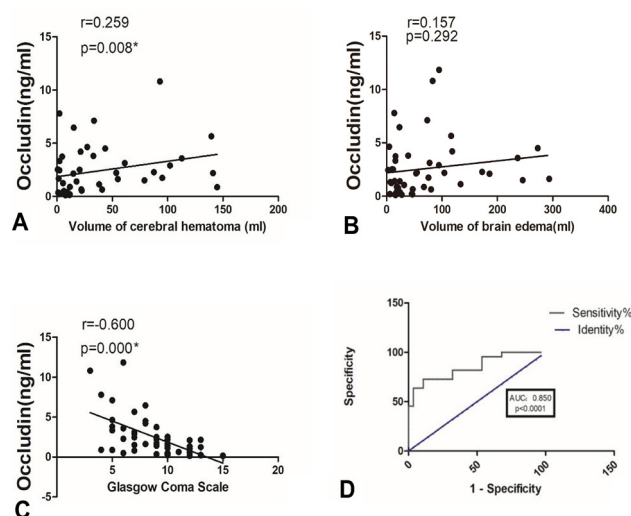 r=0.259
p=0.008*
15
10
5
0
Occludin(ng/ml)
0 50 100 150 200
Volume of cerebral hematoma (ml)
A
r=0.157
p=0.292
15
10
5
0
Occludin(ng/ml)
0 100 200 300 400
Volume of brain edema(ml)
B
r=-0.600
p=0.000*
15
10
5
0
-5
Occludin(ng/ml)
5 10 15 20
Glasgow Coma Scale
C
150
100
50
0
Specificity
Sensitivity%
Identity%
AUC: 0.850
p<0.0001
0 50 100 150
1 - Specificity
D